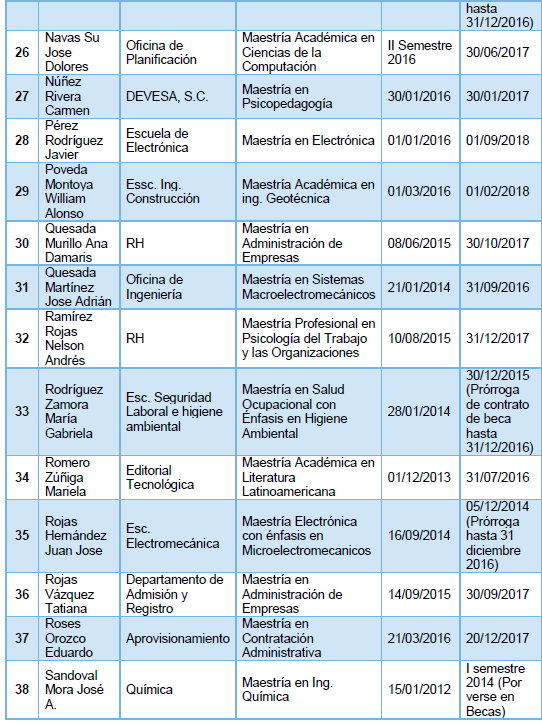 hasta
31/12/2016)
26 Navas Su Jose Dolores Oficina de Planificación Maestría Académica en Ciencias de la Computación II Semestre 2016 30/06/2017
27 Núñez Rivera Carmen DEVESA, S.C. Maestría en Psicopedagogía 30/01/2016 30/01/2017
28 Pérez Rodríguez Javier Escuela de Electrónica Maestría en Electrónica 01/01/2016 01/09/2018
29 Poveda Montoya William Alonso Essc. Ing. Construcción Maestría Académica en ing. Geotécnica 01/03/2016 01/02/2018
30 Quesada Murillo Ana Damaris RH Maestría en Administración de Empresas 08/06/2015 30/10/2017
31 Quesada Martínez Jose Adrián Oficina de Ingeniería Maestría en Sistemas Macroelectromecánicos 21/01/2014 31/09/2016
32 Ramírez Rojas Nelson Andrés RH Maestría Profesional en Psicología del Trabajo y las Organizaciones 10/08/2015 31/12/2017
33 Rodríguez Zamora María Gabriela Esc. Seguridad Laboral e higiene ambiental Maestría en Salud Ocupacional con Énfasis en Higiene Ambiental 28/01/2014 30/12/2015 (Prórroga de contrato de beca hasta 31/12/2016)
34 Romero Zúñiga Mariela Editorial Tecnológica Maestría Académica en Literatura Latinoamericana 01/12/2013 31/07/2016
35 Rojas Hernández Juan Jose Esc. Electromecánica Maestría Electrónica con énfasis en Microelectromecanicos 16/09/2014 05/12/2014 (Prórroga hasta 31 diciembre 2016)
36 Rojas Vázquez Tatiana Departamento de Admisión y Registro Maestría en Administración de Empresas 14/09/2015 30/09/2017
37 Roses Orozco Eduardo Aprovisionamiento Maestría en Contratación Administrativa 21/03/2016 20/12/2017
38 Sandoval Mora José A. Química Maestría en Ing. Química 15/01/2012 I semestre 2014 (Por verse en Becas)